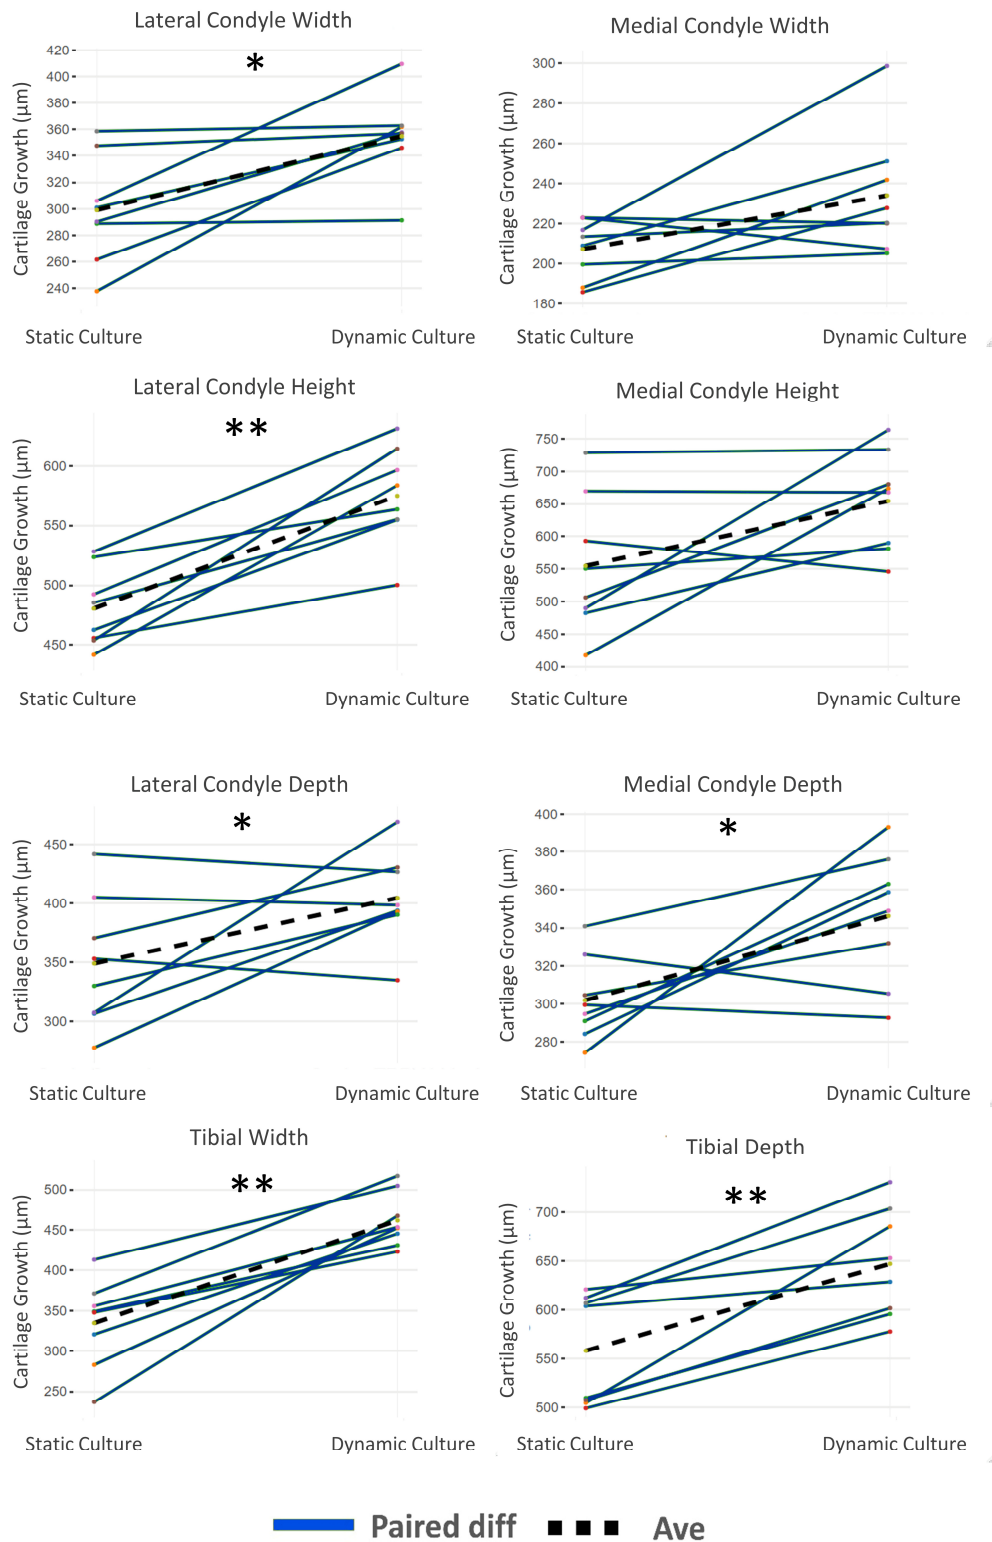 Lateral Condyle Width
*
Cartilage Growth (μm)
420
400
380
360
340
320
300
280
260
240
Static Culture
Dynamic Culture
Medial Condyle Width
Cartilage Growth (μm)
300
280
260
240
220
200
180
Static Culture
Dynamic Culture
Lateral Condyle Height
**
Cartilage Growth (μm)
600
550
500
450
Static Culture
Dynamic Culture
Medial Condyle Height
Cartilage Growth (μm)
750
700
650
600
550
500
450
400
Static Culture
Dynamic Culture
Lateral Condyle Depth
*
Cartilage Growth (μm)
450
400
350
300
Static Culture
Dynamic Culture
Medial Condyle Depth
*
Cartilage Growth (μm)
400
380
360
340
320
300
280
Static Culture
Dynamic Culture
Tibial Width
**
Cartilage Growth (μm)
500
450
400
350
300
250
Static Culture
Dynamic Culture
Tibial Depth
**
Cartilage Growth (μm)
700
650
600
550
500
Static Culture
Dynamic Culture
Paired diff
Ave